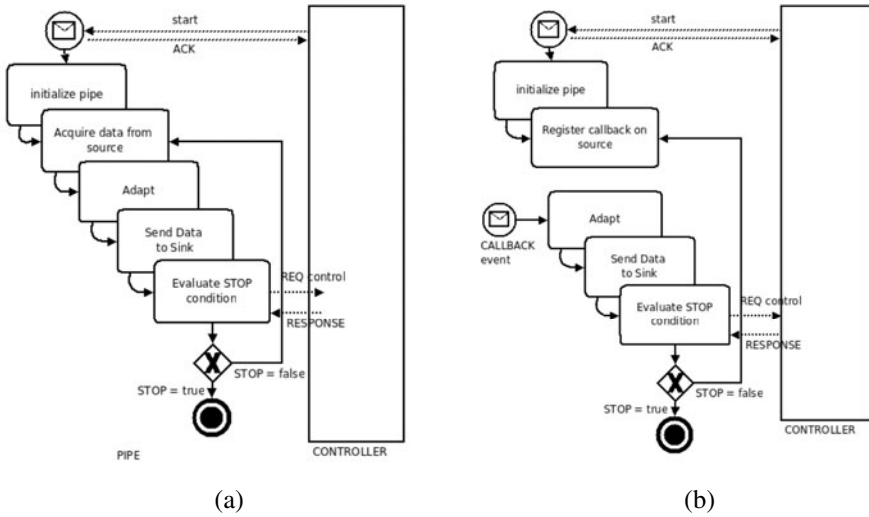 start
ACK
initialize pipe
Acquire data from
source
Adapt
Send Data
to Sink
Evaluate STOP
condition
REQ control
RESPONSE
X
STOP = false
STOP = true
PIPE
CONTROLLER
(a)
start
ACK
initialize pipe
Register callback on
source
CALLBACK
event
Adapt
Send Data
to Sink
Evaluate STOP
condition
REQ control
RESPONSE
X
STOP = false
STOP = true
CONTROLLER
(b)